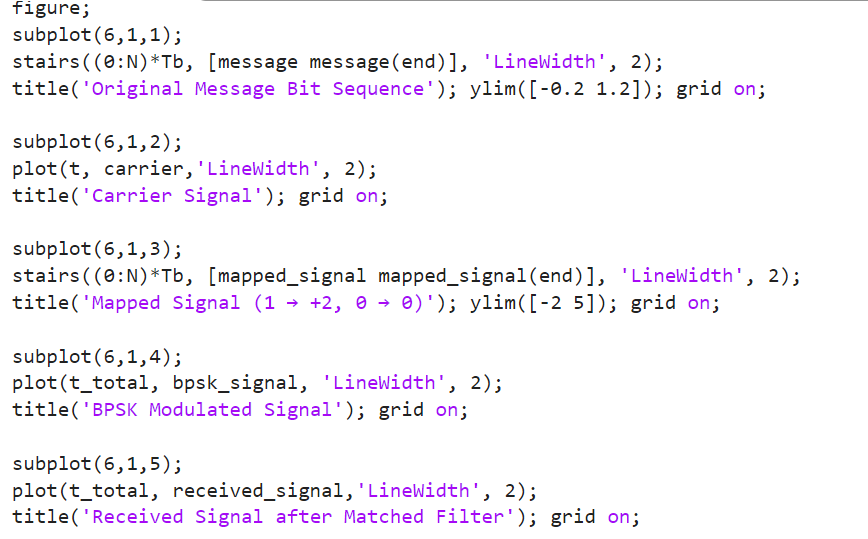 figure;
subplot(6,1,1);
stairs((0:N)*Tb, [message message(end)], 'LineWidth', 2);
title('Original Message Bit Sequence'); ylim([-0.2 1.2]); grid on;
subplot(6,1,2);
plot(t, carrier,'LineWidth', 2);
title('Carrier Signal'); grid on;
subplot(6,1,3);
stairs((0:N)*Tb, [mapped_signal mapped_signal(end)], 'LineWidth', 2);
title('Mapped Signal (1 → +2, 0 → 0)'); ylim([-2 5]); grid on;
subplot(6,1,4);
plot(t_total, bpsk_signal, 'LineWidth', 2);
title('BPSK Modulated Signal'); grid on;
subplot(6,1,5);
plot(t_total, received_signal,'LineWidth', 2);
title('Received Signal after Matched Filter'); grid on;